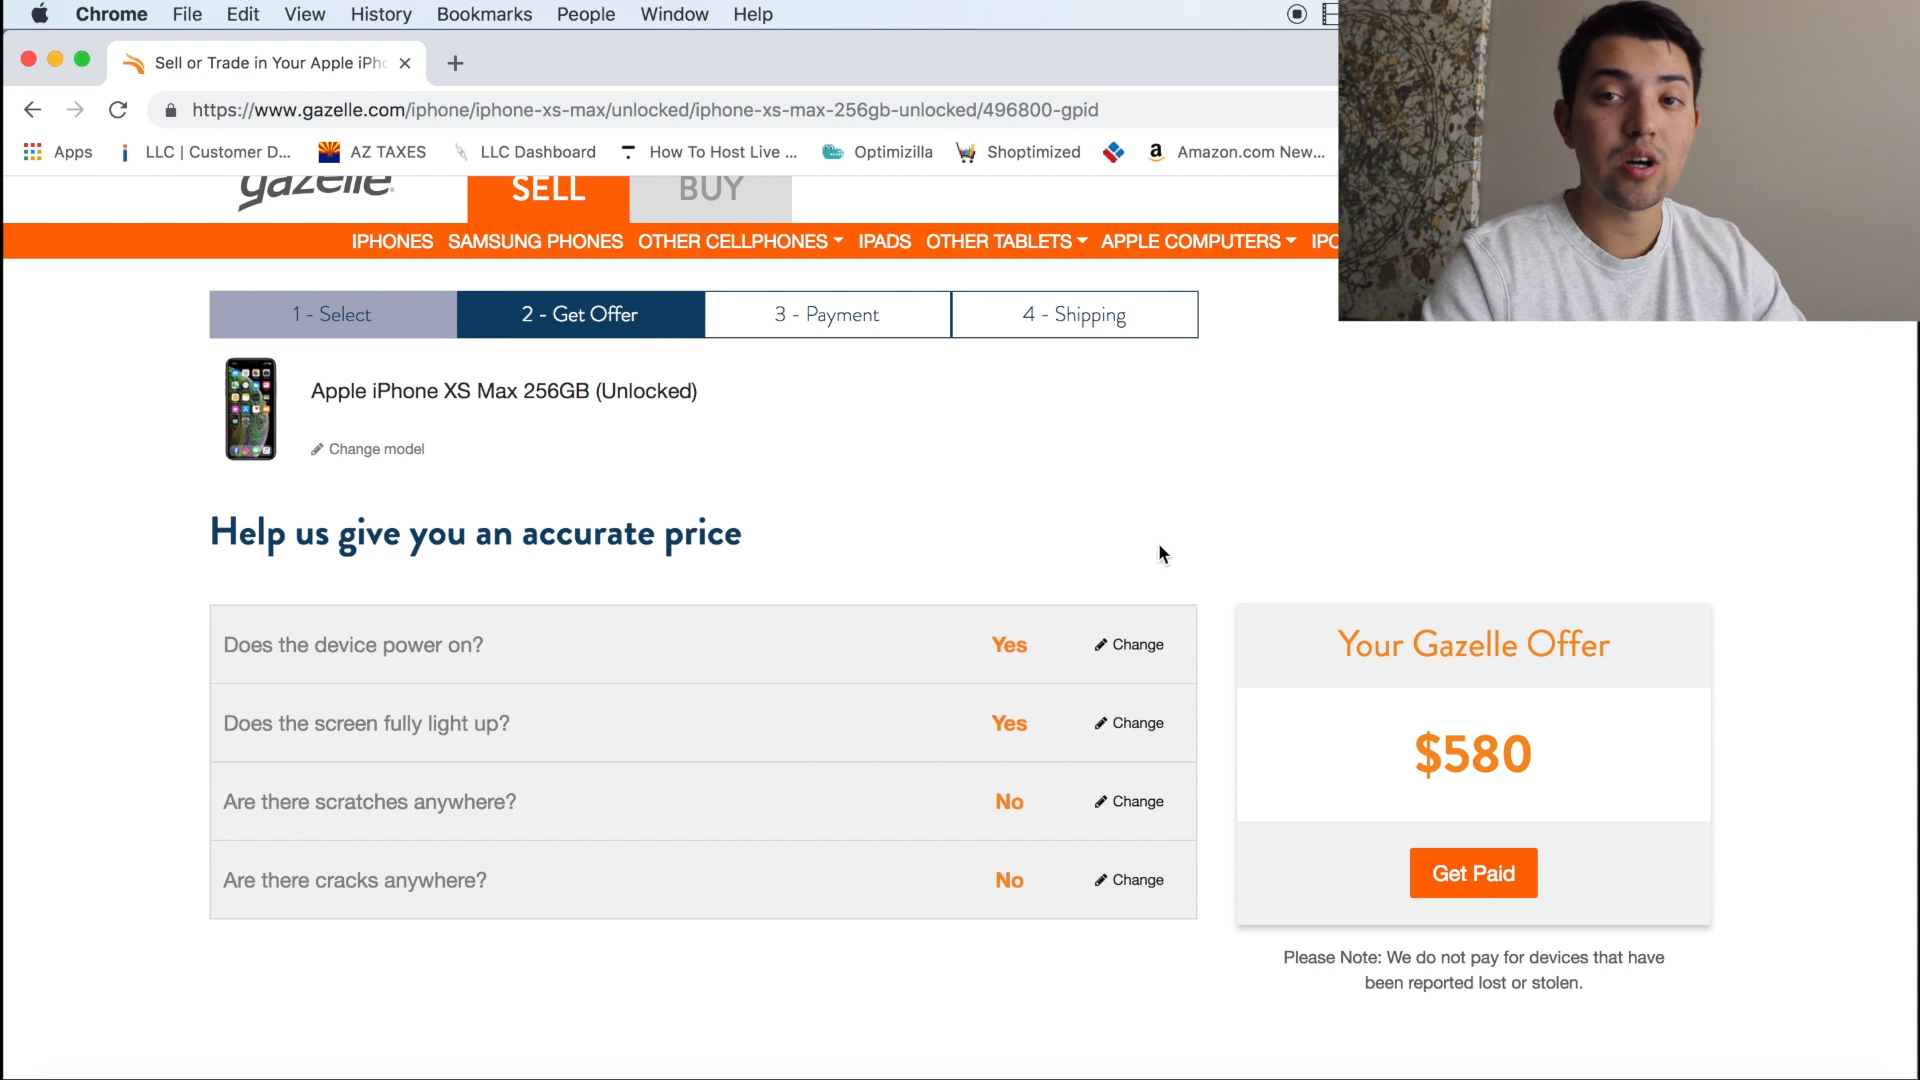 Chrome File Edit View History Bookmarks People Window Help
Sell or Trade in Your Apple iPho
https://www.gazelle.com/iphone/iphone-xs-max/unlocked/iphone-xs-max-256gb-unlocked/496800-gpid
Apps LLC | Customer D... AZ TAXES LLC Dashboard How To Host Live ... Optimizilla Shoptimized Amazon.com New...
gazelle SELL BUY
IPHONES SAMSUNG PHONES OTHER CELLPHONES IPADS OTHER TABLETS APPLE COMPUTERS IPO
1 - Select 2 - Get Offer 3 - Payment 4 - Shipping
Apple iPhone XS Max 256GB (Unlocked)
Change model
Help us give you an accurate price
Does the device power on? Yes Change
Does the screen fully light up? Yes Change
Are there scratches anywhere? No Change
Are there cracks anywhere? No Change
Your Gazelle Offer
$580
Get Paid
Please Note: We do not pay for devices that have
been reported lost or stolen.